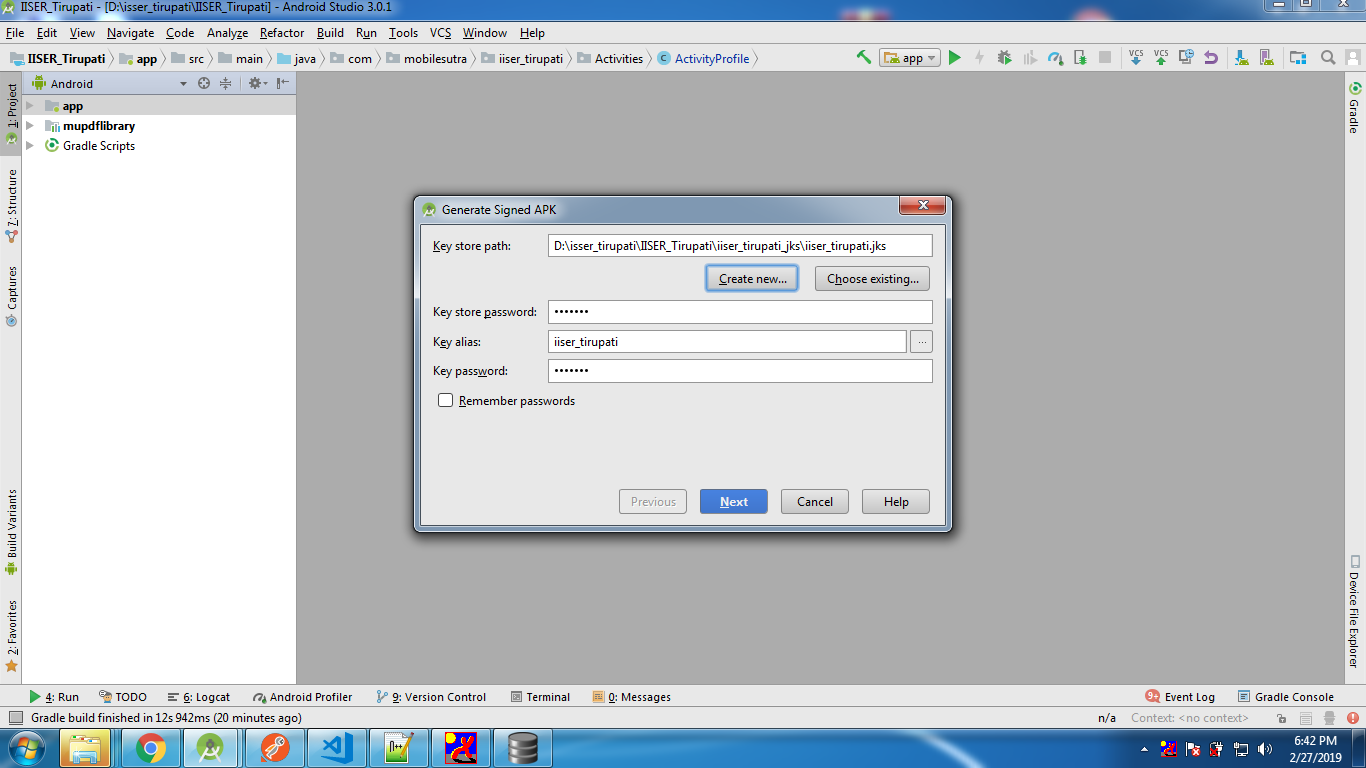 IISER_Tirupati - [D:\isser_tirupati\IISER_Tirupati] - Android Studio 3.0.1
File Edit View Navigate Code Analyze Refactor Build Run Tools VCS Window Help
IISER_Tirupati app src main java com mobilesutra iiser_tirupati Activities C ActivityProfile app VCS VCS
Android
1: Project
app
mupdflibrary
Gradle Scripts
7: Structure
Captures
Build Variants
2: Favorites
Gradle
Device File Explorer
Generate Signed APK
Key store path: D:\isser_tirupati\IISER_Tirupati\iiser_tirupati_jks\iiser_tirupati.jks
Create new... Choose existing...
Key store password: •••••••
Key alias: iiser_tirupati ...
Key password: •••••••
Remember passwords
Previous Next Cancel Help
4: Run TODO 6: Logcat Android Profiler 9: Version Control Terminal 0: Messages 9+ Event Log Gradle Console
Gradle build finished in 12s 942ms (20 minutes ago) n/a Context: <no context>
n++
6:42 PM
2/27/2019